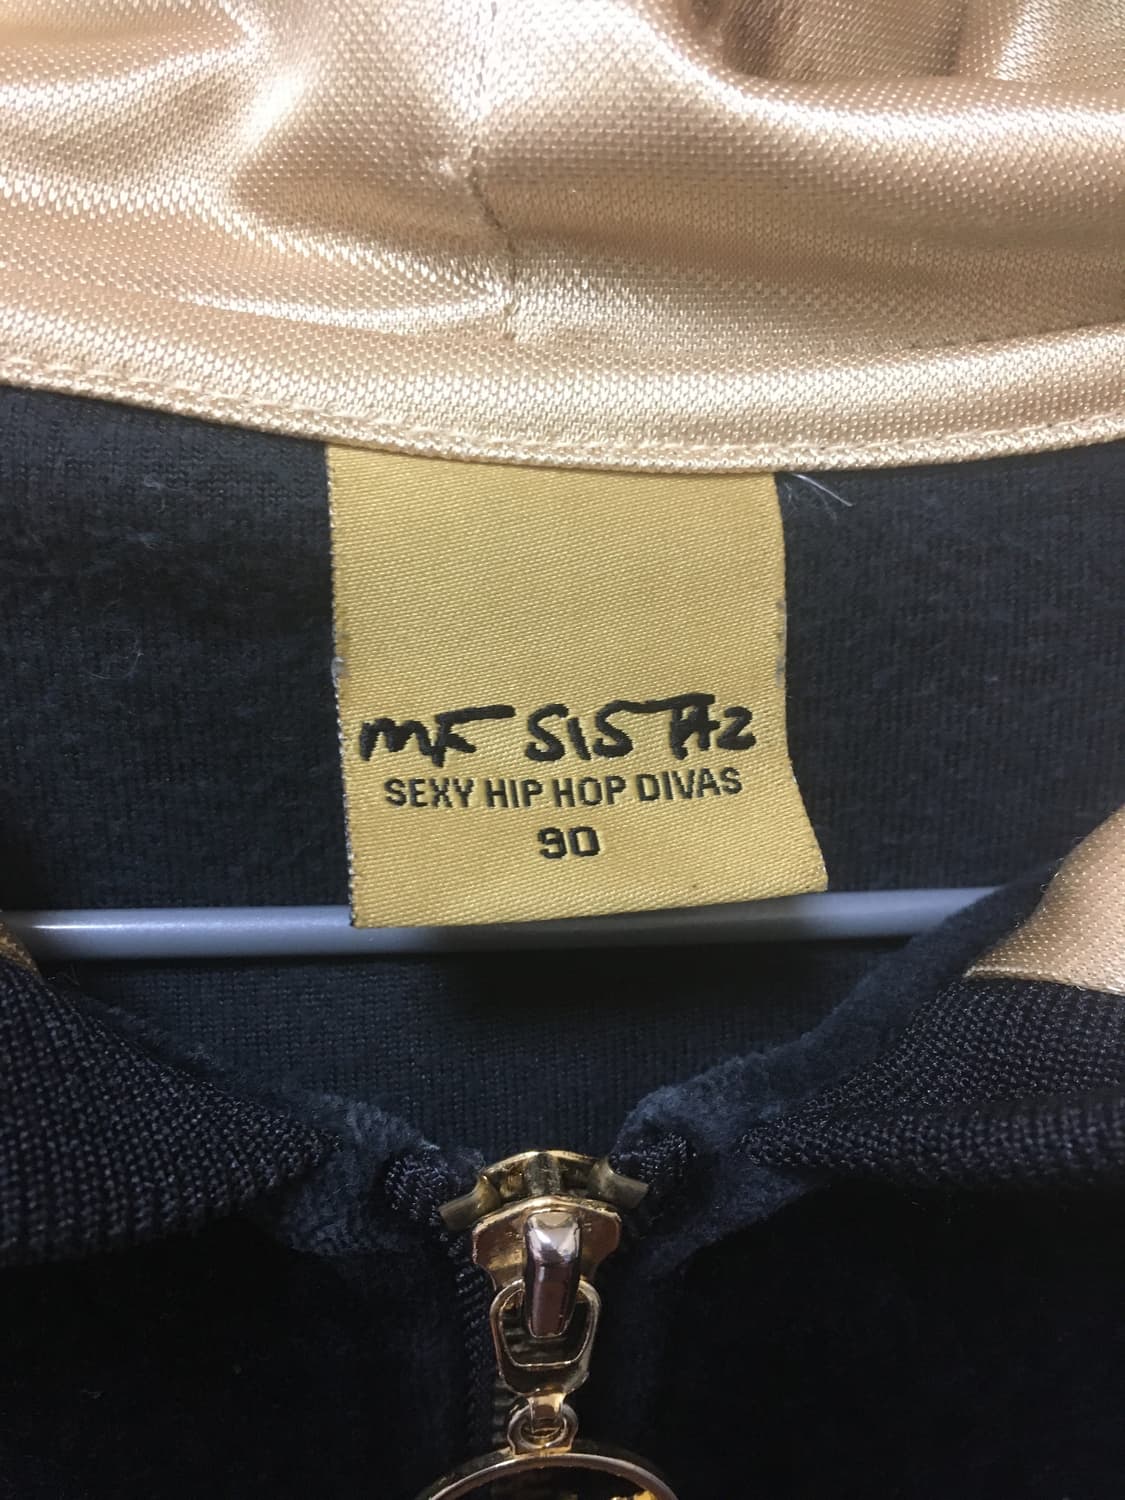 MF SISTAZ
SEXY HIP HOP DIVAS
90